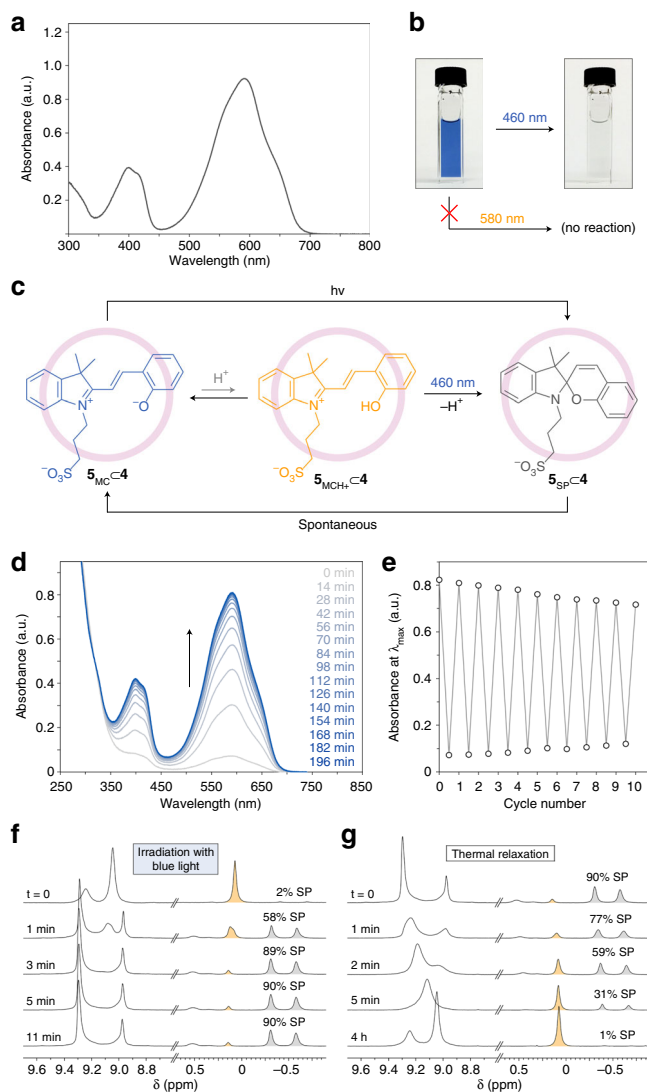 a
1.2
1.0
0.8
0.6
0.4
0.2
300 400 500 600 700 800
Wavelength (nm)
Absorbance (a.u.)
b
460 nm
580 nm
(no reaction)
c
hν
H+
460 nm
–H+
N+
−O
−O3S
5MC⊂4
N+
HO
−O3S
5MCH+⊂4
N
O
−O3S
5SP⊂4
Spontaneous
d
0.8
0.6
0.4
0.2
0
250 350 450 550 650 750 850
Wavelength (nm)
Absorbance (a.u.)
0 min
14 min
28 min
42 min
56 min
70 min
84 min
98 min
112 min
126 min
140 min
154 min
168 min
182 min
196 min
e
0.8
0.6
0.4
0.2
0
0 1 2 3 4 5 6 7 8 9 10
Cycle number
Absorbance at λmax (a.u.)
f
Irradiation with
blue light
t = 0
2% SP
1 min
58% SP
3 min
89% SP
5 min
90% SP
11 min
90% SP
9.6 9.2 8.8 0.5 0 −0.5
δ (ppm)
g
Thermal relaxation
t = 0
90% SP
1 min
77% SP
2 min
59% SP
5 min
31% SP
4 h
1% SP
9.6 9.2 8.8 0.5 0 −0.5
δ (ppm)